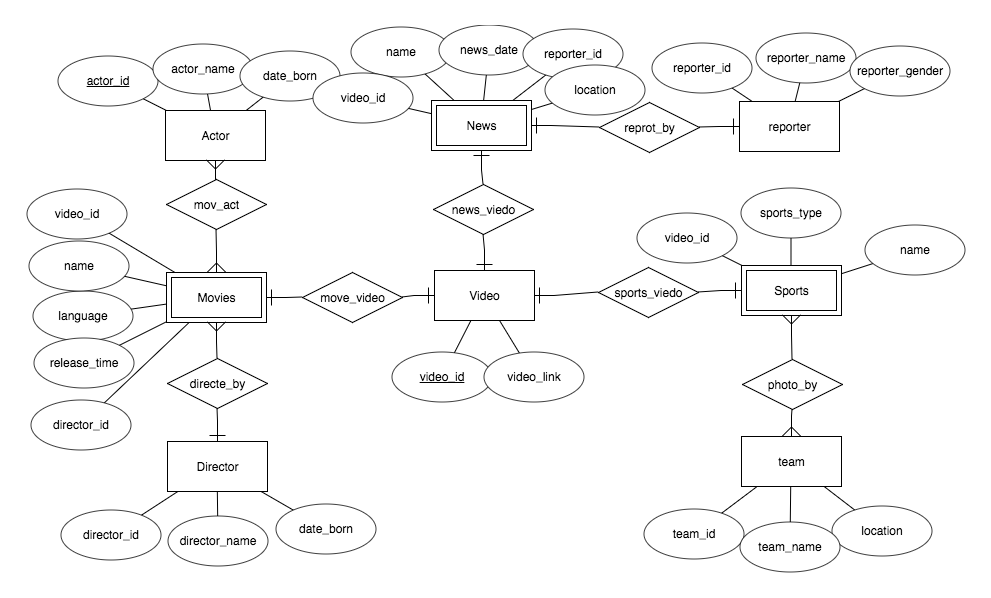 name
news_date
reporter_id
reporter_name
reporter_id
reporter_gender
actor_id
actor_name
date_born
video_id
location
Actor
News
reprot_by
reporter
mov_act
news_viedo
video_id
sports_type
video_id
name
name
language
release_time
director_id
Movies
move_video
Video
sports_viedo
Sports
directe_by
video_id
video_link
photo_by
Director
team
director_id
director_name
date_born
team_id
team_name
location